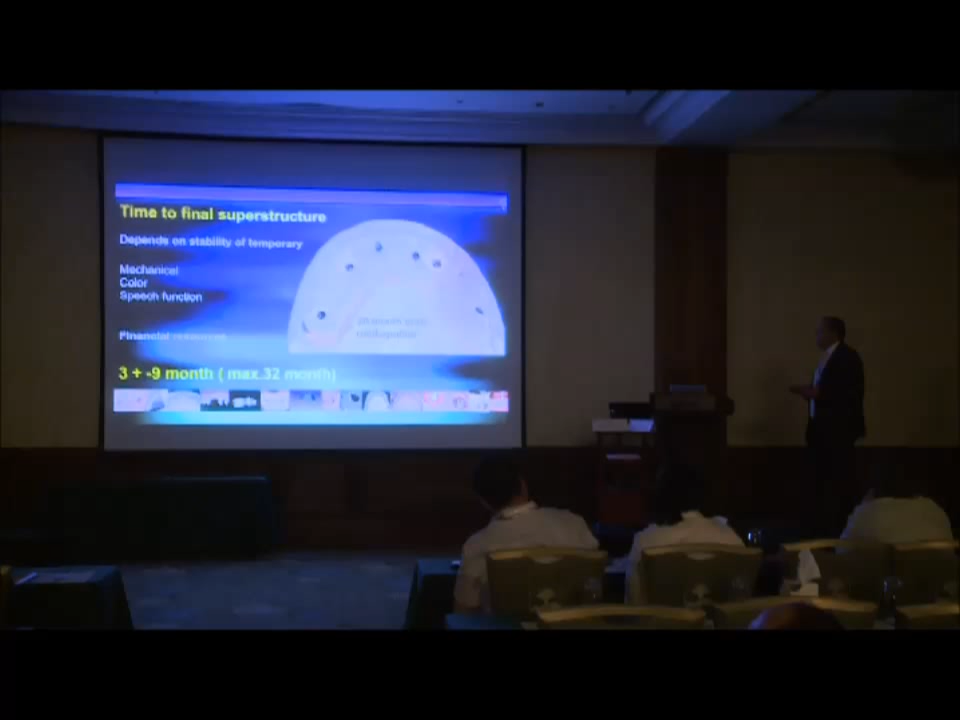 Time to final superstructure
Depends on stability of temporary
Mechanical
Color
Speech function
Financial resources
3 + -9 month ( max.32 month)